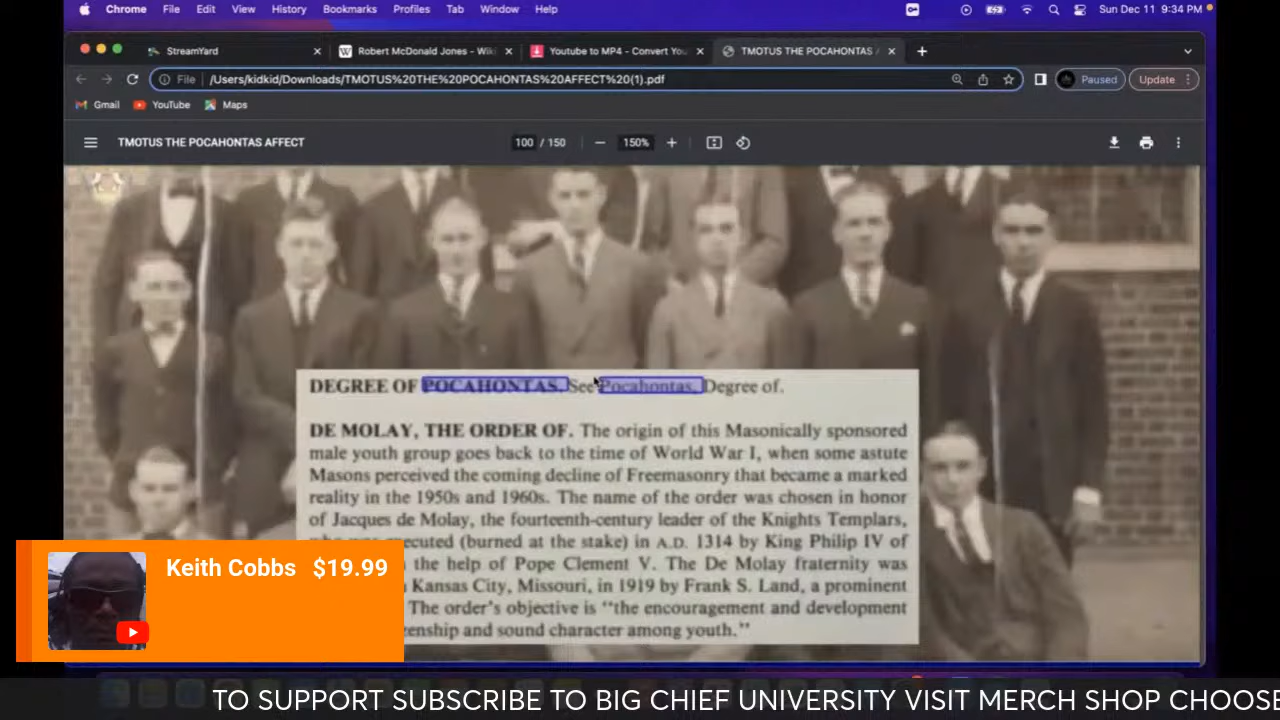 Chrome File Edit View History Bookmarks Profiles Tab Window Help Sun Dec 11 9:34 PM
StreamYard Robert McDonald Jones - Wiki Youtube to MP4 - Convert You TMOTUS THE POCAHONTAS
File /Users/kidkid/Downloads/TMOTUS%20THE%20POCAHONTAS%20AFFECT%20(1).pdf Paused Update
Gmail YouTube Maps
TMOTUS THE POCAHONTAS AFFECT 100 / 150 150%
DEGREE OF POCAHONTAS. See Pocahontas, Degree of.
DE MOLAY, THE ORDER OF. The origin of this Masonically sponsored
male youth group goes back to the time of World War I, when some astute
Masons perceived the coming decline of Freemasonry that became a marked
reality in the 1950s and 1960s. The name of the order was chosen in honor
of Jacques de Molay, the fourteenth-century leader of the Knights Templars,
executed (burned at the stake) in A.D. 1314 by King Philip IV of
the help of Pope Clement V. The De Molay fraternity was
Kansas City, Missouri, in 1919 by Frank S. Land, a prominent
The order's objective is "the encouragement and development
and sound character among youth."
Keith Cobbs $19.99
TO SUPPORT SUBSCRIBE TO BIG CHIEF UNIVERSITY VISIT MERCH SHOP CHOOSE